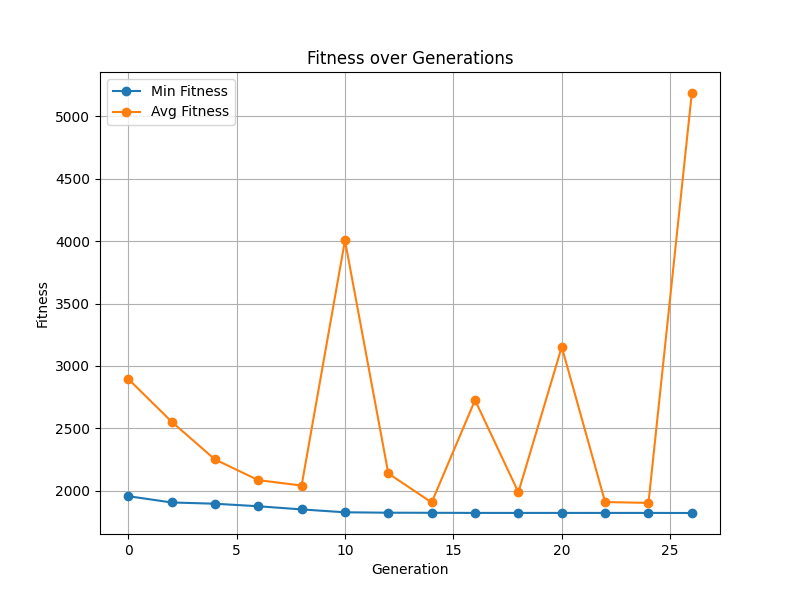 Fitness over Generations
Min Fitness
Avg Fitness
5000
4500
4000
3500
3000
2500
2000
Fitness
0 5 10 15 20 25
Generation